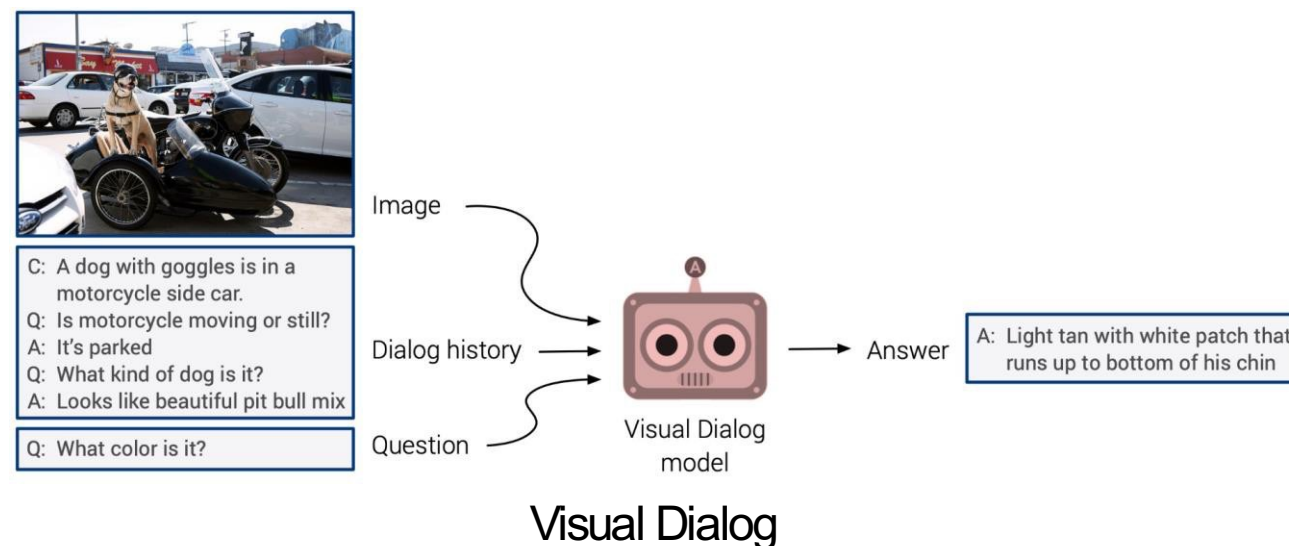 C: A dog with goggles is in a
motorcycle side car.
Q: Is motorcycle moving or still?
A: It's parked
Q: What kind of dog is it?
A: Looks like beautiful pit bull mix
Q: What color is it?
Image
Dialog history
Question
A
Visual Dialog
model
Answer
A: Light tan with white patch that
runs up to bottom of his chin
Visual Dialog